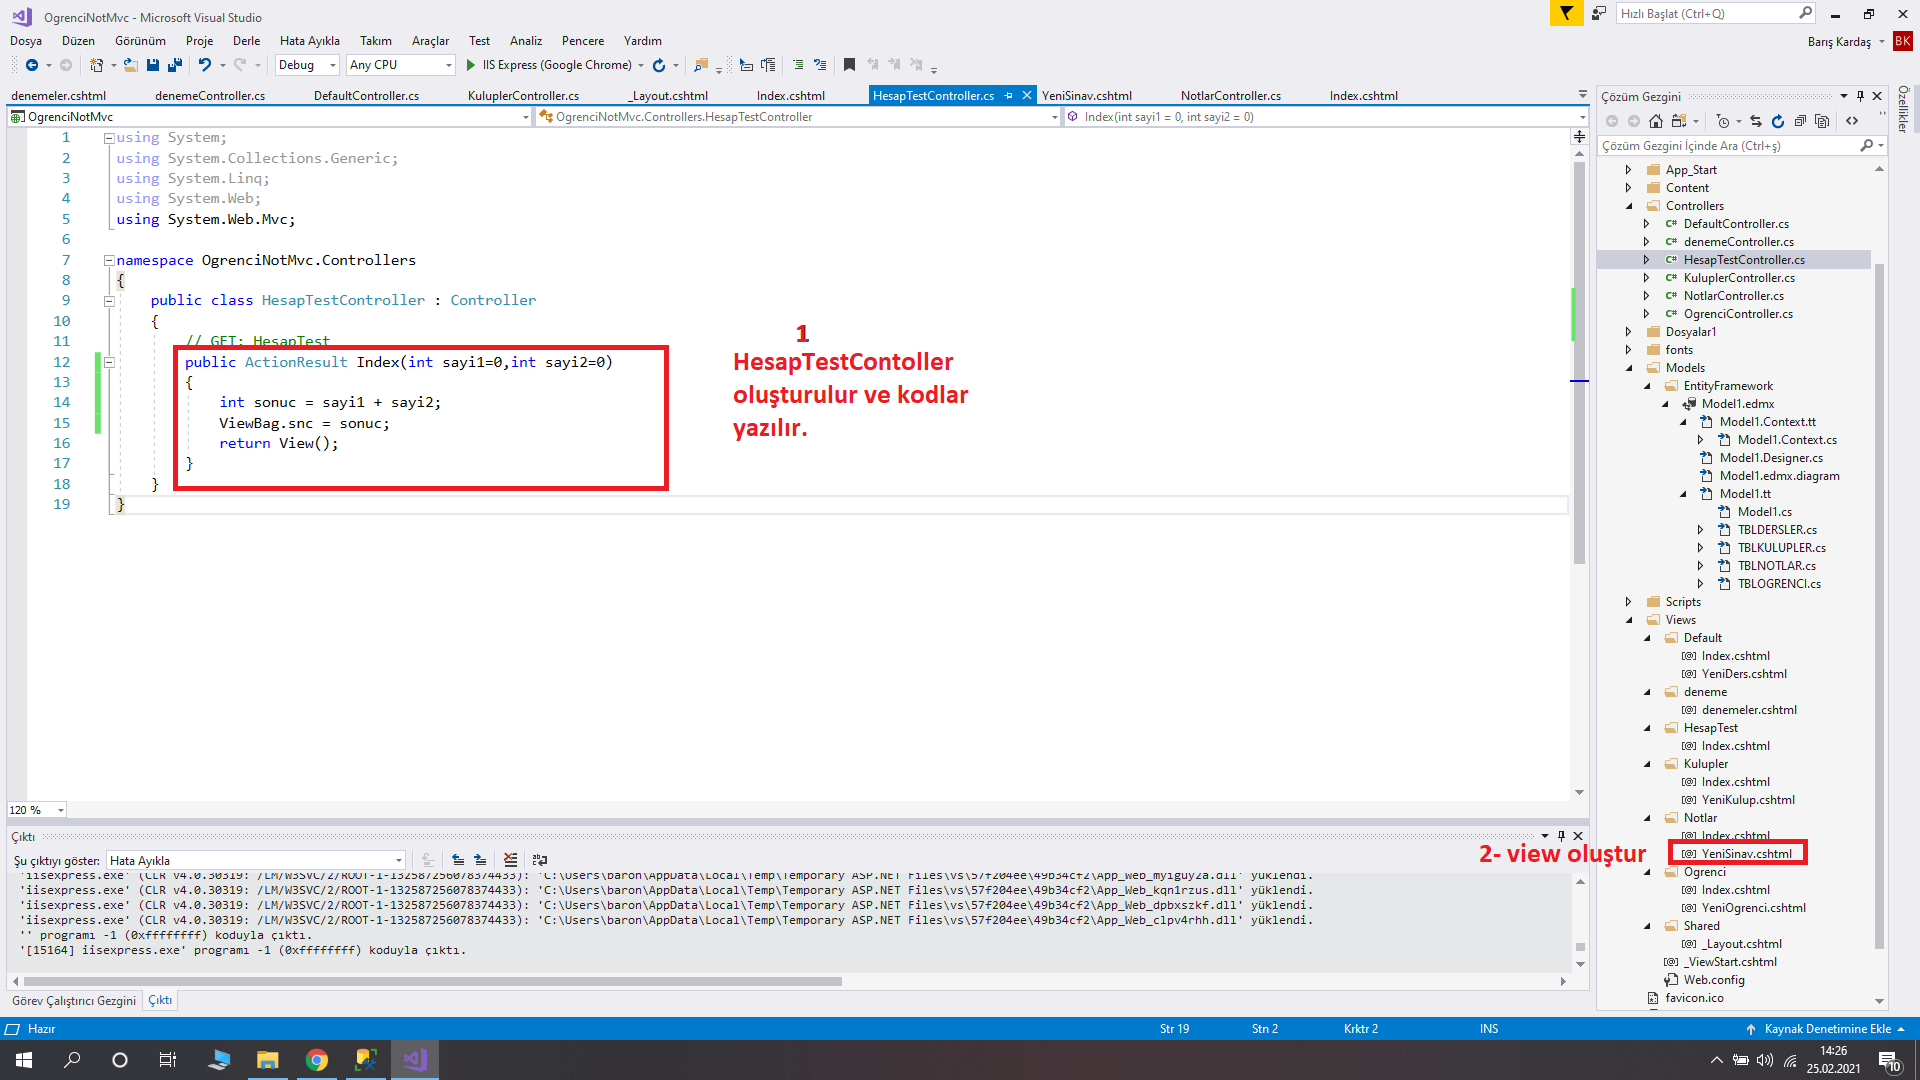 OgrenciNotMvc - Microsoft Visual Studio
Hızlı Başlat (Ctrl+Q)
Dosya Düzen Görünüm Proje Derle Hata Ayıkla Takım Araçlar Test Analiz Pencere Yardım
Barış Kardaş BK
Debug Any CPU IIS Express (Google Chrome)
denemeler.cshtml denemeController.cs DefaultController.cs KuluplerController.cs _Layout.cshtml Index.cshtml HesapTestController.cs YeniSinav.cshtml NotlarController.cs Index.cshtml
OgrenciNotMvc OgrenciNotMvc.Controllers.HesapTestController Index(int sayi1 = 0, int sayi2 = 0)
1 using System;
2 using System.Collections.Generic;
3 using System.Linq;
4 using System.Web;
5 using System.Web.Mvc;
6
7 namespace OgrenciNotMvc.Controllers
8 {
9 public class HesapTestController : Controller
10 {
11 // GET: HesapTest
12 public ActionResult Index(int sayi1=0,int sayi2=0)
13 {
14 int sonuc = sayi1 + sayi2;
15 ViewBag.snc = sonuc;
16 return View();
17 }
18 }
19 }
1
HesapTestContoller
oluşturulur ve kodlar
yazılır.
120 %
Çıktı
Şu çıktıyı göster: Hata Ayıkla
'iisexpress.exe' (CLR v4.0.30319: /LM/W3SVC/2/ROOT-1-132587256078374433): 'C:\Users\baron\AppData\Local\Temp\Temporary ASP.NET Files\vs\57f204ee\49b34cf2\App_Web_myiguyza.dll' yüklendi.
'iisexpress.exe' (CLR v4.0.30319: /LM/W3SVC/2/ROOT-1-132587256078374433): 'C:\Users\baron\AppData\Local\Temp\Temporary ASP.NET Files\vs\57f204ee\49b34cf2\App_Web_kqn1rzus.dll' yüklendi.
'iisexpress.exe' (CLR v4.0.30319: /LM/W3SVC/2/ROOT-1-132587256078374433): 'C:\Users\baron\AppData\Local\Temp\Temporary ASP.NET Files\vs\57f204ee\49b34cf2\App_Web_dpbxszkf.dll' yüklendi.
'iisexpress.exe' (CLR v4.0.30319: /LM/W3SVC/2/ROOT-1-132587256078374433): 'C:\Users\baron\AppData\Local\Temp\Temporary ASP.NET Files\vs\57f204ee\49b34cf2\App_Web_clpv4rhh.dll' yüklendi.
'' programı -1 (0xffffffff) koduyla çıktı.
'[15164] iisexpress.exe' programı -1 (0xffffffff) koduyla çıktı.
Görev Çalıştırıcı Gezgini Çıktı
Çözüm Gezgini
Özellikler
Çözüm Gezgini İçinde Ara (Ctrl+ş)
App_Start
Content
Controllers
C# DefaultController.cs
C# denemeController.cs
C# HesapTestController.cs
C# KuluplerController.cs
C# NotlarController.cs
C# OgrenciController.cs
Dosyalar1
fonts
Models
EntityFramework
Model1.edmx
Model1.Context.tt
Model1.Context.cs
Model1.Designer.cs
Model1.edmx.diagram
Model1.tt
Model1.cs
TBLDERSLER.cs
TBLKULUPLER.cs
TBLNOTLAR.cs
TBLOGRENCI.cs
Scripts
Views
Default
[@] Index.cshtml
[@] YeniDers.cshtml
deneme
[@] denemeler.cshtml
HesapTest
[@] Index.cshtml
Kulupler
[@] Index.cshtml
[@] YeniKulup.cshtml
Notlar
[@] Index.cshtml
2- view oluştur [@] YeniSinav.cshtml
Ogrenci
[@] Index.cshtml
[@] YeniOgrenci.cshtml
Shared
[@] _Layout.cshtml
[@] _ViewStart.cshtml
Web.config
favicon.ico
Hazır Str 19 Stn 2 Krktr 2 INS Kaynak Denetimine Ekle
14:26
25.02.2021
10